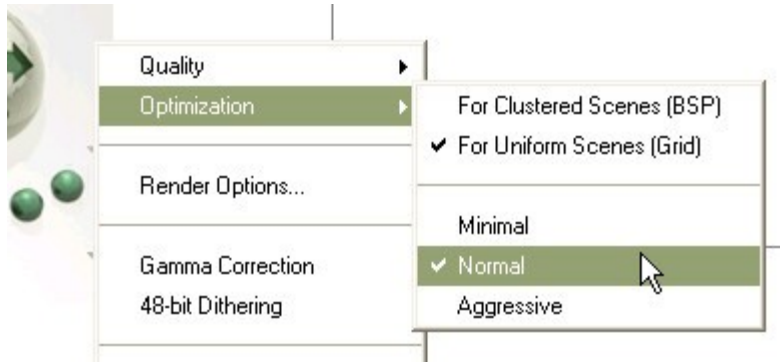 Quality
Optimization
Render Options...
Gamma Correction
48-bit Dithering
For Clustered Scenes (BSP)
For Uniform Scenes (Grid)
Minimal
Normal
Aggressive